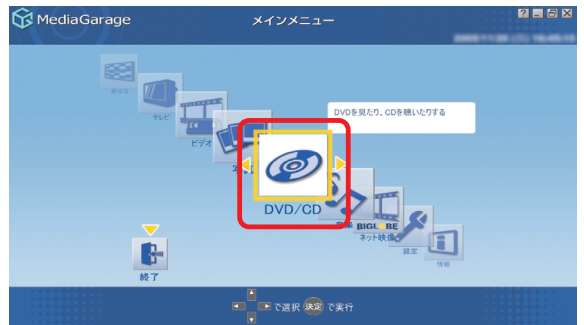 MediaGarage
メインメニュー
テレビ
ビデオ
DVDを見たり、CDを聴いたりする
DVD/CD
BIGLOBE
ネット映像
設定
情報
終了
で選択 決定 で実行